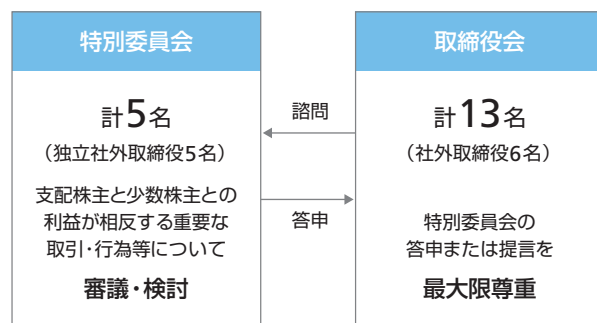 特別委員会
計5名
（独立社外取締役5名）
支配株主と少数株主との
利益が相反する重要な
取引・行為等について
審議・検討
諮問
答申
取締役会
計13名
（社外取締役6名）
特別委員会の
答申または提言を
最大限尊重